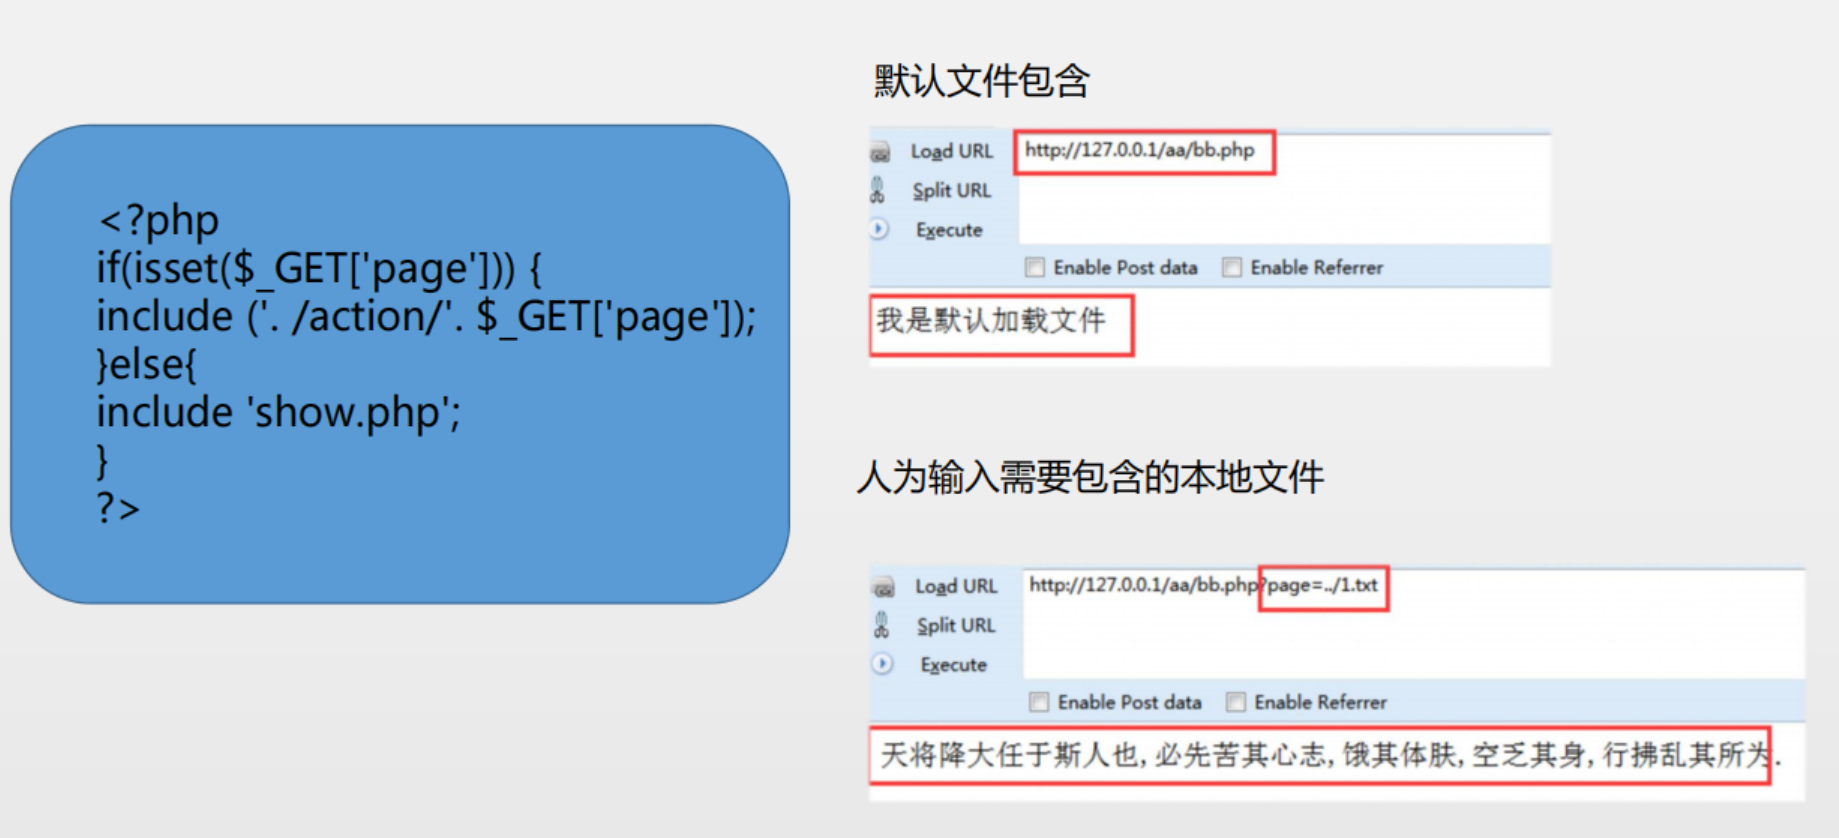 <?php
if(isset($_GET['page'])) {
include ('. /action/'. $_GET['page']);
}else{
include 'show.php';
}
?>
默认文件包含
Load URL http://127.0.0.1/aa/bb.php
Split URL
Execute
Enable Post data Enable Referrer
我是默认加载文件
人为输入需要包含的本地文件
Load URL http://127.0.0.1/aa/bb.php?page=../1.txt
Split URL
Execute
Enable Post data Enable Referrer
天将降大任于斯人也,必先苦其心志,饿其体肤,空乏其身,行拂乱其所为.